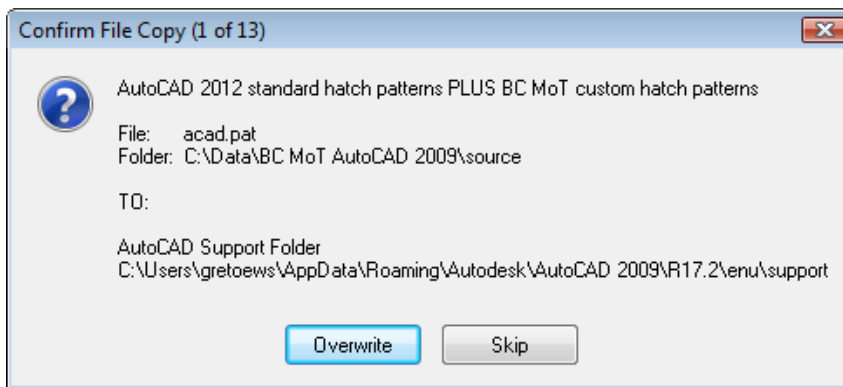 Confirm File Copy (1 of 13)
AutoCAD 2012 standard hatch patterns PLUS BC MoT custom hatch patterns
File: acad.pat
Folder: C:\Data\BC MoT AutoCAD 2009\source
TO:
AutoCAD Support Folder
C:\Users\gretoews\AppData\Roaming\Autodesk\AutoCAD 2009\R17.2\enu\support
Overwrite Skip